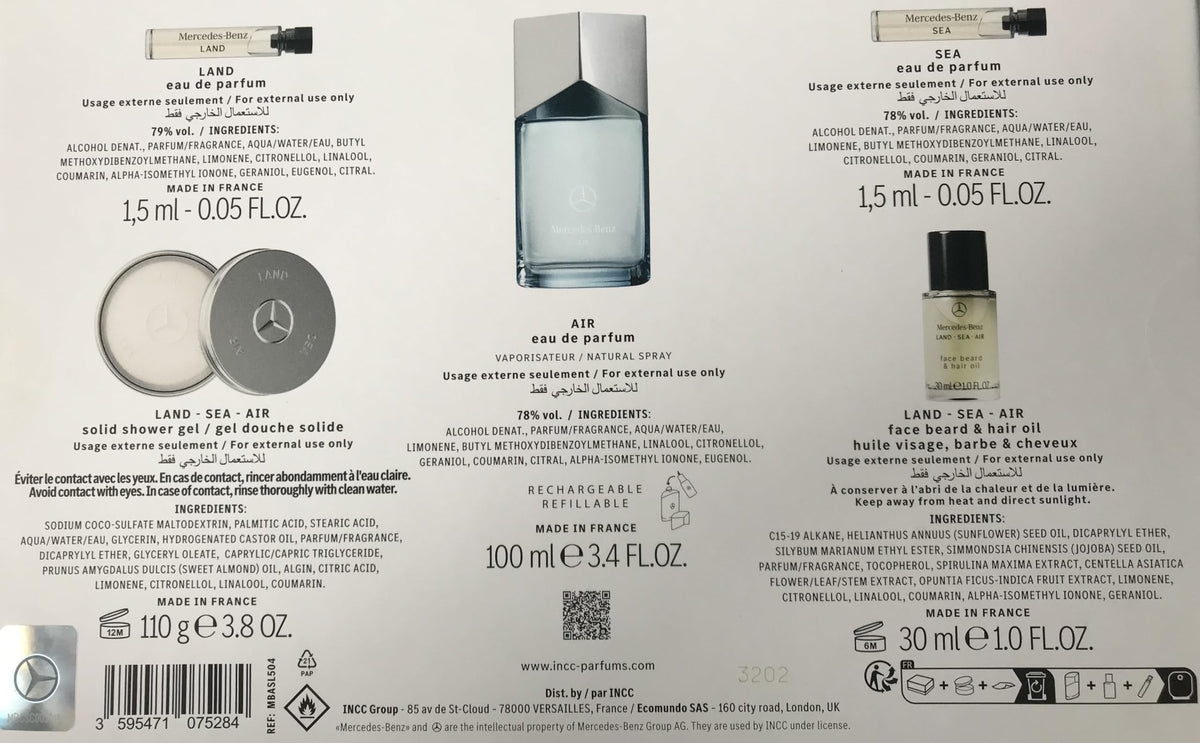 Mercedes-Benz
LAND
LAND
eau de parfum
Usage externe seulement / For external use only
للاستعمال الخارجي فقط
79% vol. / INGREDIENTS:
ALCOHOL DENAT., PARFUM/FRAGRANCE, AQUA/WATER/EAU, BUTYL
METHOXYDIBENZOYLMETHANE, LIMONENE, CITRONELLOL, LINALOOL,
COUMARIN, ALPHA-ISOMETHYL IONONE, GERANIOL, EUGENOL, CITRAL.
MADE IN FRANCE
1,5 ml - 0.05 FL.OZ.
LAND
SEA
AIR
LAND - SEA - AIR
solid shower gel / gel douche solide
Usage externe seulement / For external use only
للاستعمال الخارجي فقط
Éviter le contact avec les yeux. En cas de contact, rincer abondamment à l'eau claire.
Avoid contact with eyes. In case of contact, rinse thoroughly with clean water.
INGREDIENTS:
SODIUM COCO-SULFATE MALTODEXTRIN, PALMITIC ACID, STEARIC ACID,
AQUA/WATER/EAU, GLYCERIN, HYDROGENATED CASTOR OIL, PARFUM/FRAGRANCE,
DICAPRYLYL ETHER, GLYCERYL OLEATE, CAPRYLIC/CAPRIC TRIGLYCERIDE,
PRUNUS AMYGDALUS DULCIS (SWEET ALMOND) OIL, ALGIN, CITRIC ACID,
LIMONENE, CITRONELLOL, LINALOOL, COUMARIN.
MADE IN FRANCE
12M
110 g e 3.8 OZ.
Mercedes-Benz
AIR
AIR
eau de parfum
VAPORISATEUR / NATURAL SPRAY
Usage externe seulement / For external use only
للاستعمال الخارجي فقط
78% vol. / INGREDIENTS:
ALCOHOL DENAT., PARFUM/FRAGRANCE, AQUA/WATER/EAU,
LIMONENE, BUTYL METHOXYDIBENZOYLMETHANE, LINALOOL, CITRONELLOL,
GERANIOL, COUMARIN, CITRAL, ALPHA-ISOMETHYL IONONE, EUGENOL.
RECHARGEABLE
REFILLABLE
MADE IN FRANCE
100 ml e 3.4 FL.OZ.
Mercedes-Benz
SEA
SEA
eau de parfum
Usage externe seulement / For external use only
للاستعمال الخارجي فقط
78% vol. / INGREDIENTS:
ALCOHOL DENAT., PARFUM/FRAGRANCE, AQUA/WATER/EAU,
LIMONENE, BUTYL METHOXYDIBENZOYLMETHANE, LINALOOL,
CITRONELLOL, COUMARIN, GERANIOL, CITRAL.
MADE IN FRANCE
1,5 ml - 0.05 FL.OZ.
Mercedes-Benz
LAND - SEA - AIR
face beard
& hair oil
30 ml e 1.0 FL.OZ.
LAND - SEA - AIR
face beard & hair oil
huile visage, barbe & cheveux
Usage externe seulement / For external use only
للاستعمال الخارجي فقط
À conserver à l'abri de la chaleur et de la lumière.
Keep away from heat and direct sunlight.
INGREDIENTS:
C15-19 ALKANE, HELIANTHUS ANNUUS (SUNFLOWER) SEED OIL, DICAPRYLYL ETHER,
SILYBUM MARIANUM ETHYL ESTER, SIMMONDSIA CHINENSIS (JOJOBA) SEED OIL,
PARFUM/FRAGRANCE, TOCOPHEROL, SPIRULINA MAXIMA EXTRACT, CENTELLA ASIATICA
FLOWER/LEAF/STEM EXTRACT, OPUNTIA FICUS-INDICA FRUIT EXTRACT, LIMONENE,
CITRONELLOL, LINALOOL, COUMARIN, ALPHA-ISOMETHYL IONONE, GERANIOL.
MADE IN FRANCE
6M
30 ml e 1.0 FL.OZ.
3 595471 075284
REF: MBASL504
21
PAP
www.incc-parfums.com
3202
Dist. by / par INCC
INCC Group - 85 av de St-Cloud - 78000 VERSAILLES, France / Ecomundo SAS - 160 city road, London, UK
«Mercedes-Benz» and are the intellectual property of Mercedes-Benz Group AG. They are used by INCC under license.
FR